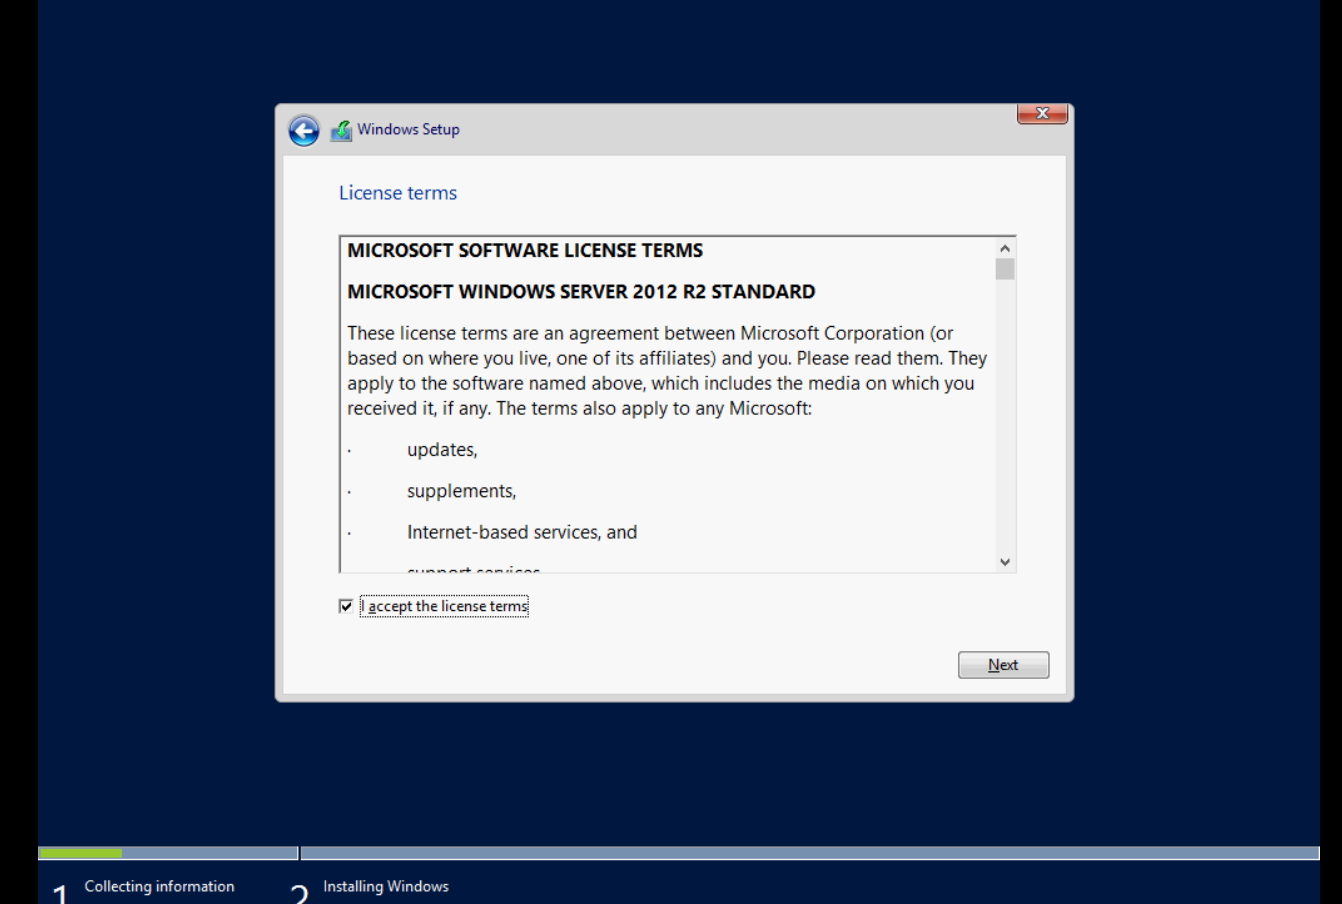 Windows Setup
License terms
MICROSOFT SOFTWARE LICENSE TERMS
MICROSOFT WINDOWS SERVER 2012 R2 STANDARD
These license terms are an agreement between Microsoft Corporation (or
based on where you live, one of its affiliates) and you. Please read them. They
apply to the software named above, which includes the media on which you
received it, if any. The terms also apply to any Microsoft:
· updates,
· supplements,
· Internet-based services, and
support services
I accept the license terms
Next
1 Collecting information
2 Installing Windows